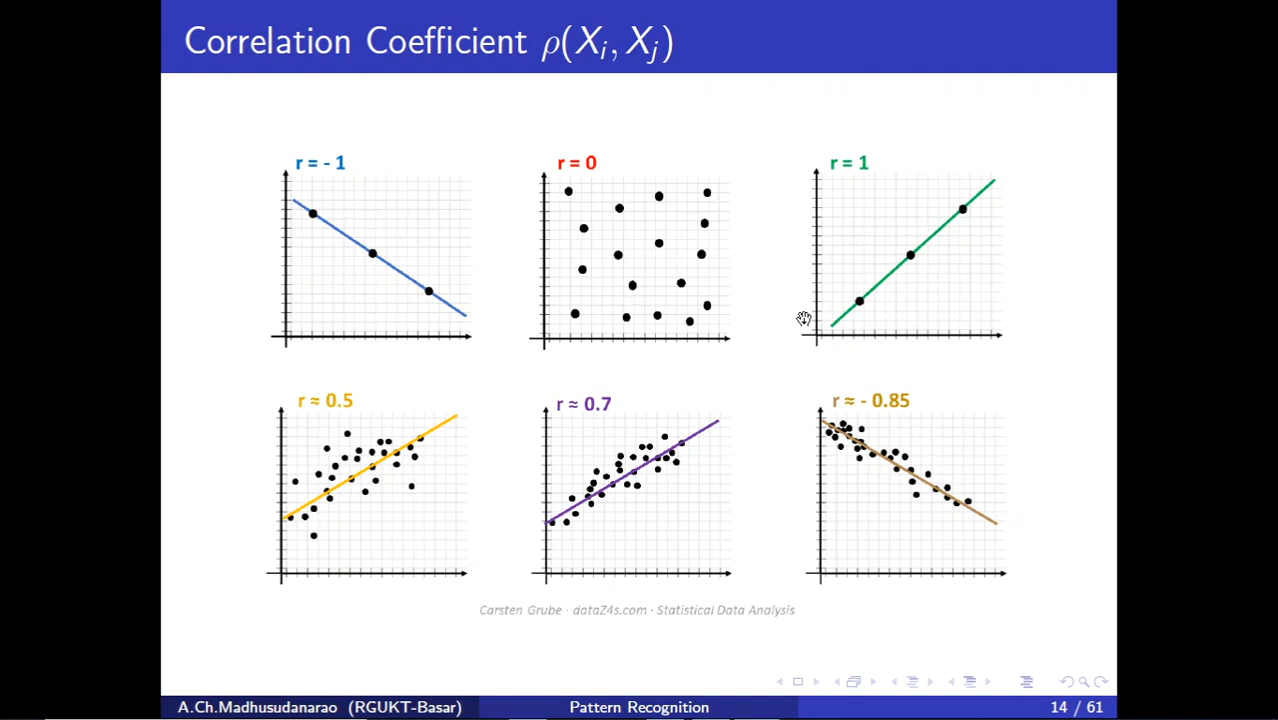 Correlation Coefficient ρ(Xᵢ, Xⱼ)
r = - 1
r = 0
r = 1
r ≈ 0.5
r ≈ 0.7
r ≈ - 0.85
Carsten Grube · dataZ4s.com · Statistical Data Analysis
A.Ch.Madhusudanarao (RGUKT-Basar)
Pattern Recognition
14 / 61